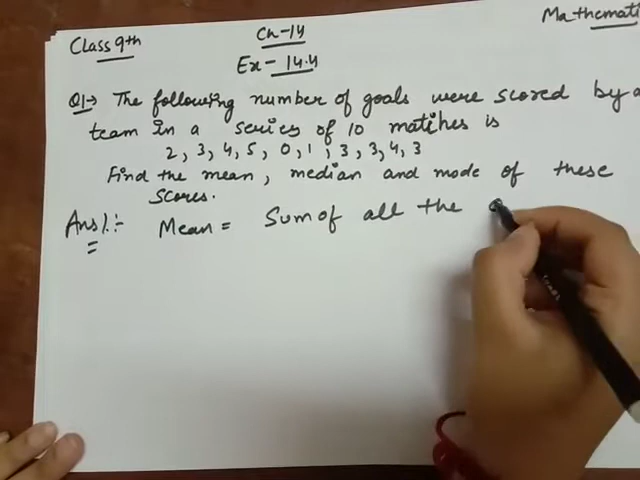 Class 9th
Ch-14
Mathemati
Ex-14.4
Q1→ The following number of goals were scored by a
team in a series of 10 matches is
2, 3, 4, 5, 0, 1, 3, 3, 4, 3
Find the mean, median and mode of these
scores.
Ans1:- Mean = Sum of all the o